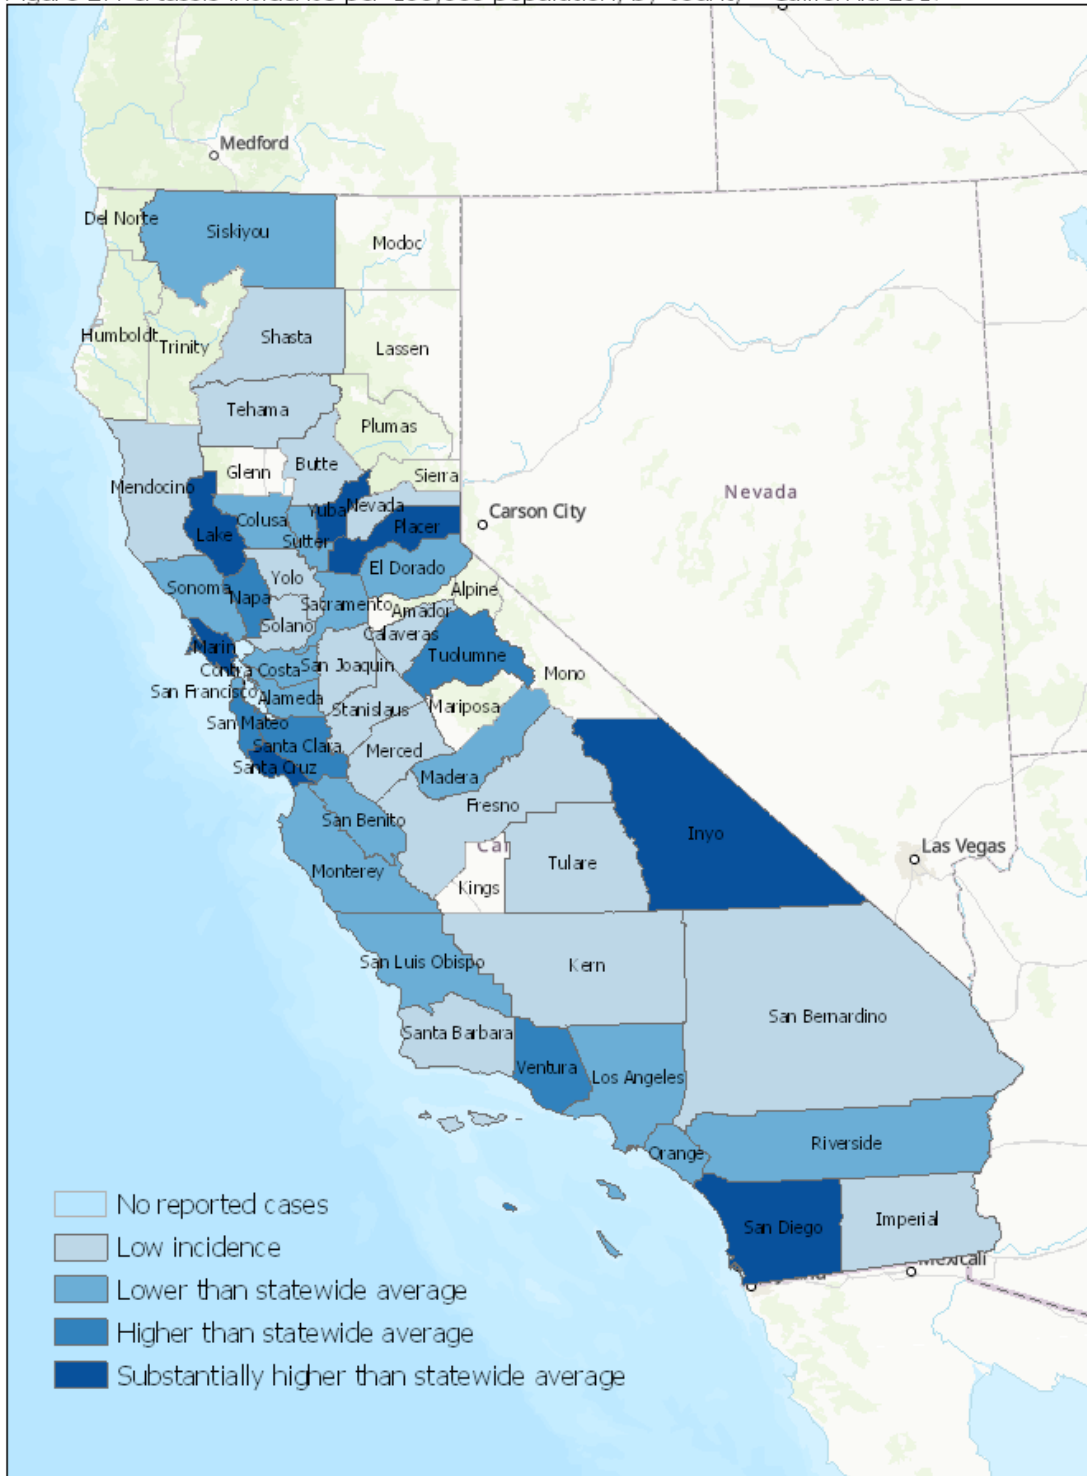 Medford
Del Norte
Siskiyou
Modoc
Humboldt
Trinity
Shasta
Lassen
Tehama
Plumas
Mendocino
Glenn
Butte
Sierra
Nevada
Lake
Colusa
Yuba
Nevada
Placer
Carson City
Sutter
El Dorado
Sonoma
Napa
Yolo
Sacramento
Alpine
Amador
Solano
Calaveras
Marin
Contra Costa
San Joaquin
Tuolumne
Mono
San Francisco
Alameda
Stanislaus
Mariposa
San Mateo
Santa Clara
Merced
Santa Cruz
Madera
Fresno
San Benito
Inyo
Las Vegas
Cal
Tulare
Monterey
Kings
San Luis Obispo
Kern
San Bernardino
Santa Barbara
Ventura
Los Angeles
Orange
Riverside
San Diego
Imperial
Mexicali
No reported cases
Low incidence
Lower than statewide average
Higher than statewide average
Substantially higher than statewide average